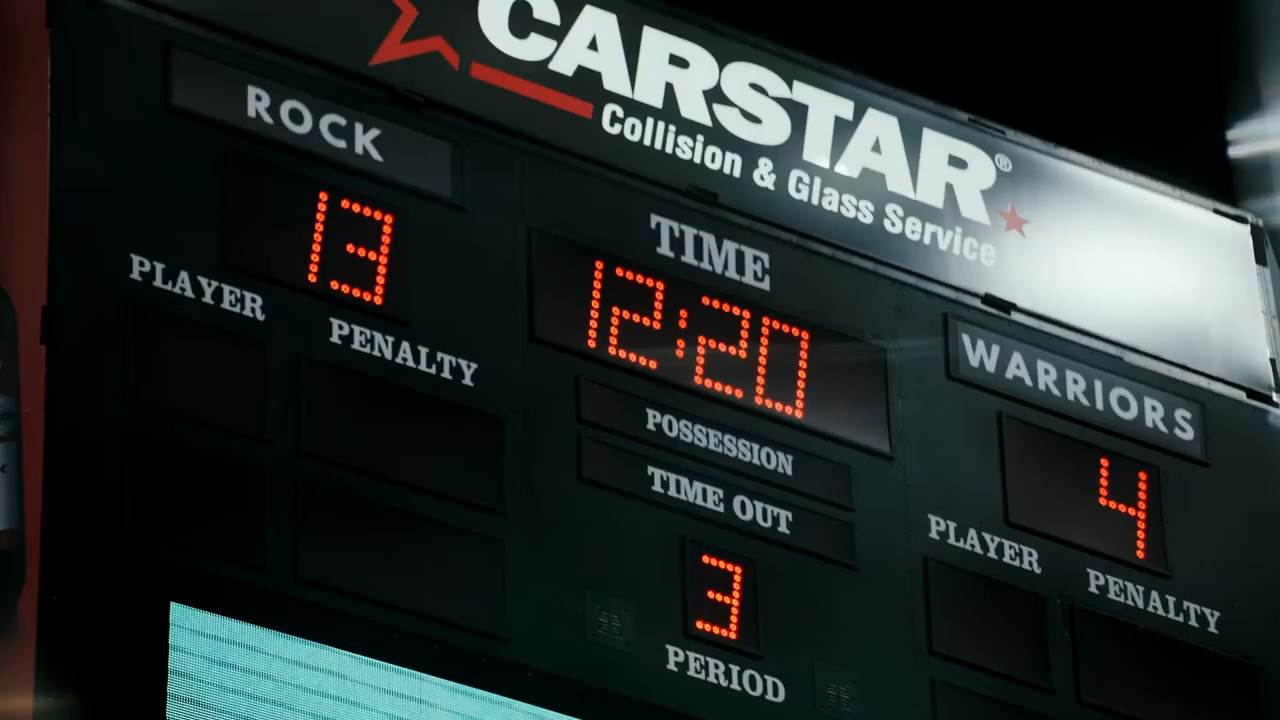 CARSTAR®
Collision & Glass Service
ROCK
13
PLAYER
PENALTY
TIME
12:20
POSSESSION
TIME OUT
3
PERIOD
WARRIORS
4
PLAYER
PENALTY